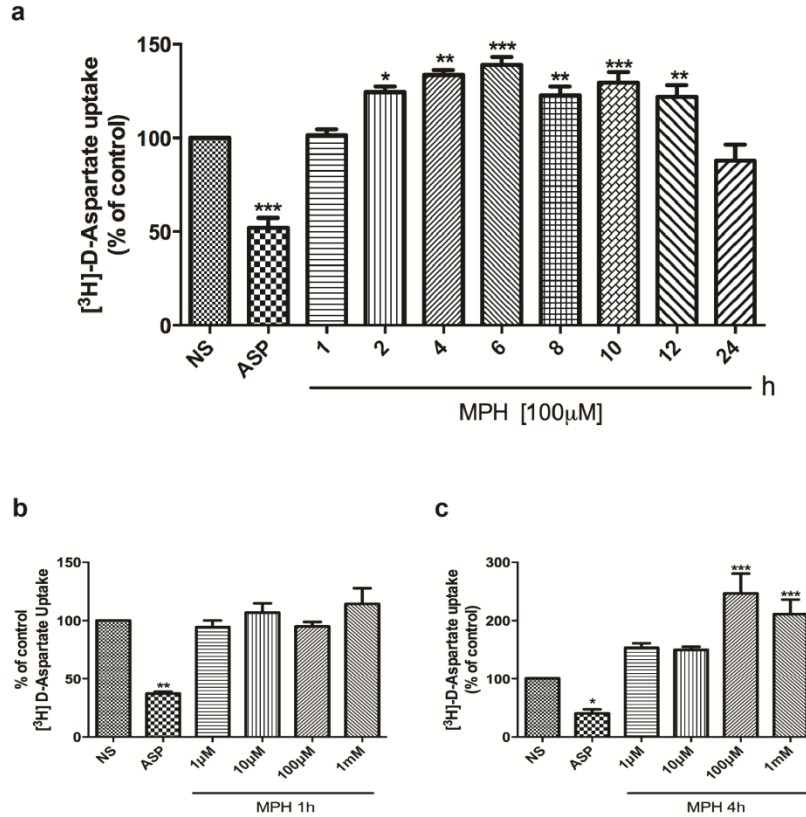 a
[³H]-D-Aspartate uptake
(% of control)
150
100
50
0
***
*
**
***
**
***
**
NS
ASP
1
2
4
6
8
10
12
24
h
MPH [100µM]
b
% of control
[³H] D-Aspartate Uptake
150
100
50
0
**
NS
ASP
1µM
10µM
100µM
1mM
MPH 1h
c
[³H]-D-Aspartate uptake
(% of control)
300
200
100
0
*
***
***
NS
ASP
1µM
10µM
100µM
1mM
MPH 4h